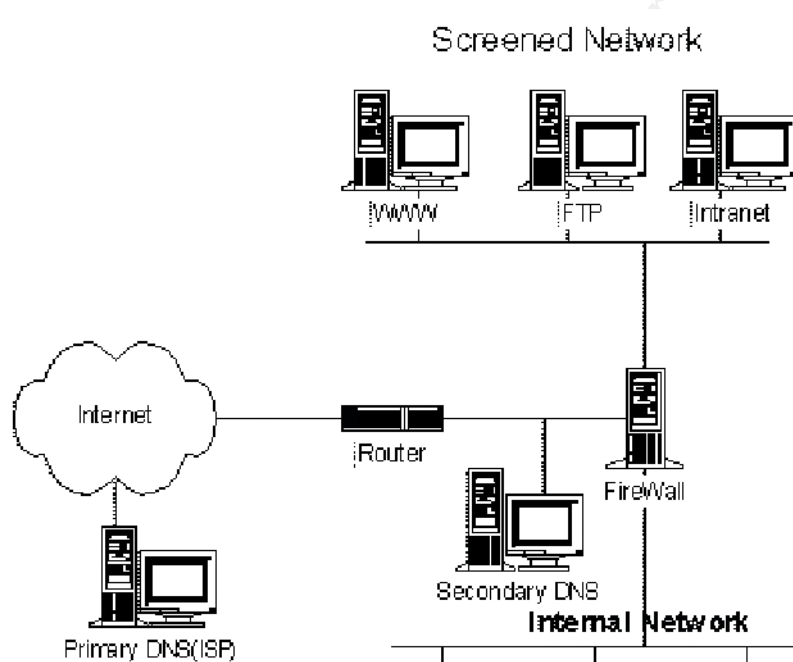 Screened Network
WWW
FTP
Intranet
Internet
Router
FireWall
Secondary DNS
Internal Network
Primary DNS(ISP)